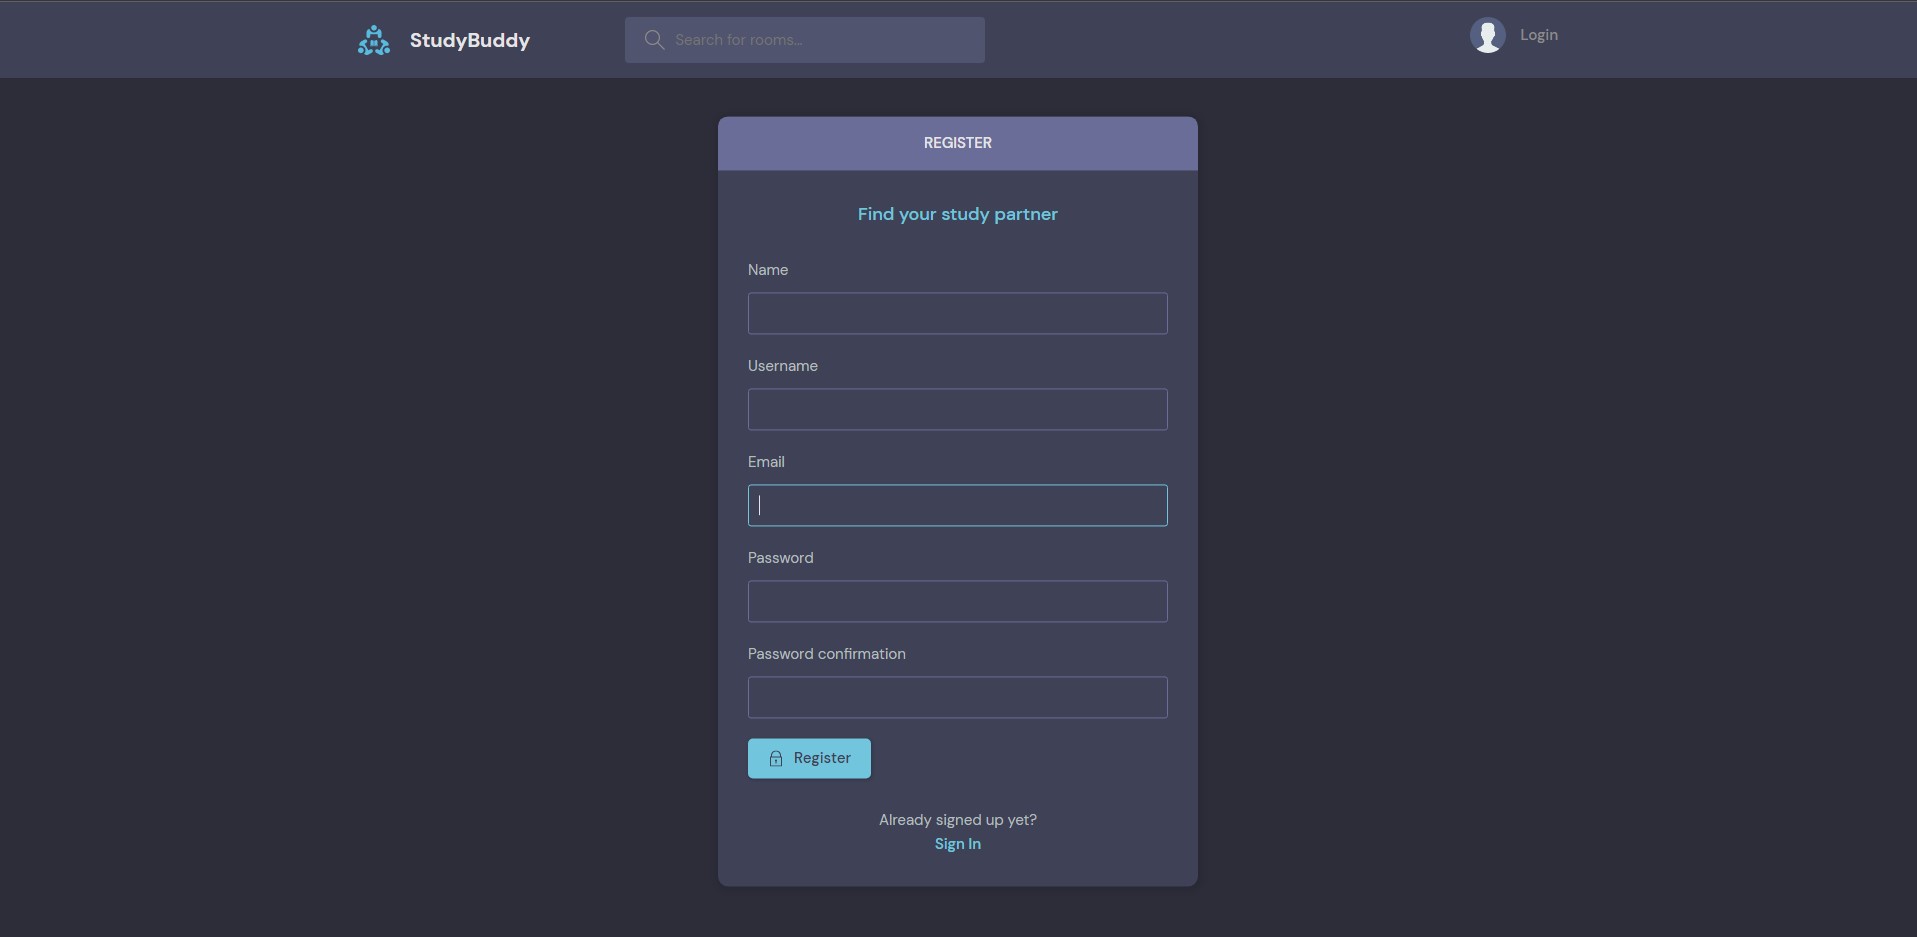 StudyBuddy
Search for rooms...
Login
REGISTER
Find your study partner
Name
Username
Email
Password
Password confirmation
Register
Already signed up yet?
Sign In